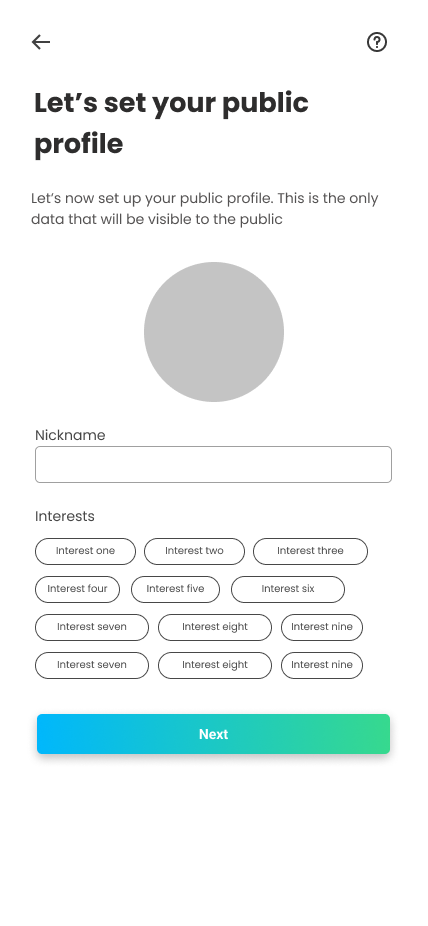 Let’s set your public
profile
Let’s now set up your public profile. This is the only
data that will be visible to the public
Nickname
Interests
Interest one Interest two Interest three
Interest four Interest five Interest six
Interest seven Interest eight Interest nine
Interest seven Interest eight Interest nine
Next